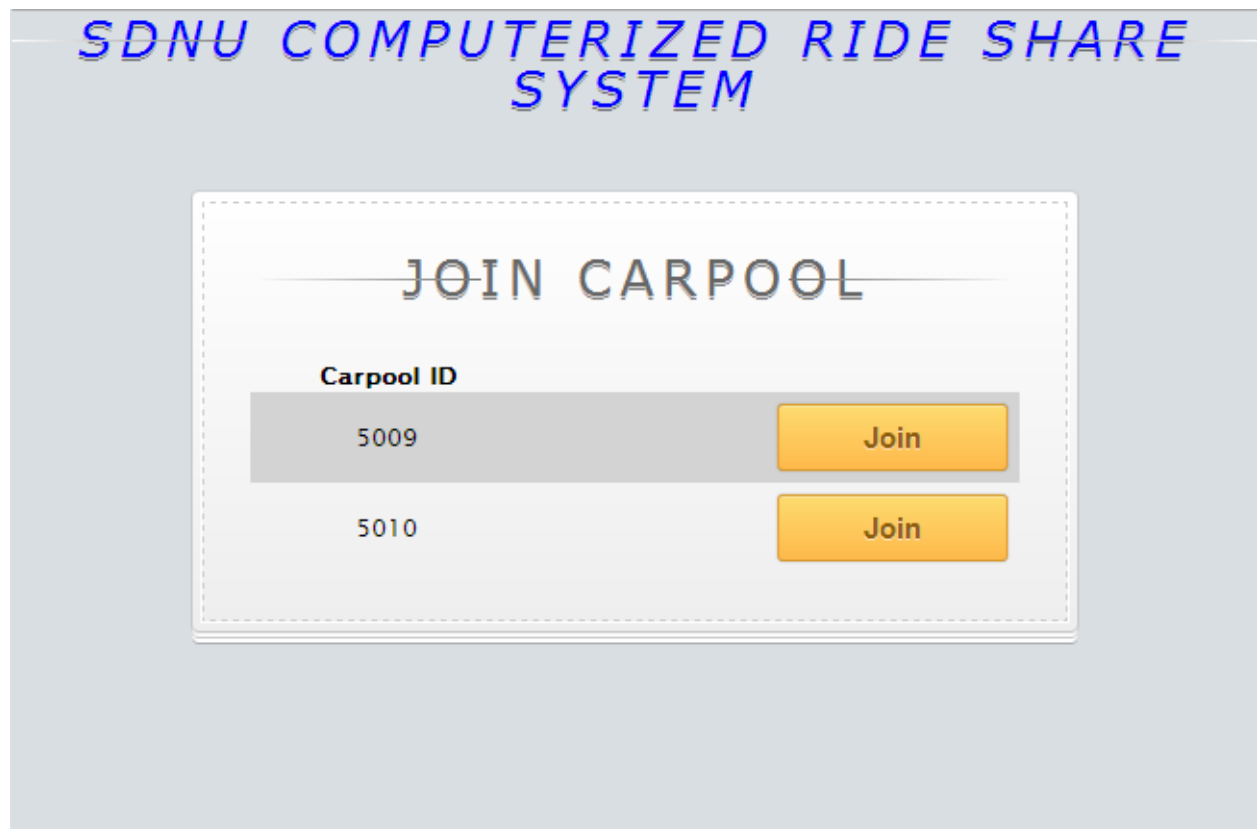 SDNU COMPUTERIZED RIDE SHARE
SYSTEM
JOIN CARPOOL
Carpool ID
5009 Join
5010 Join